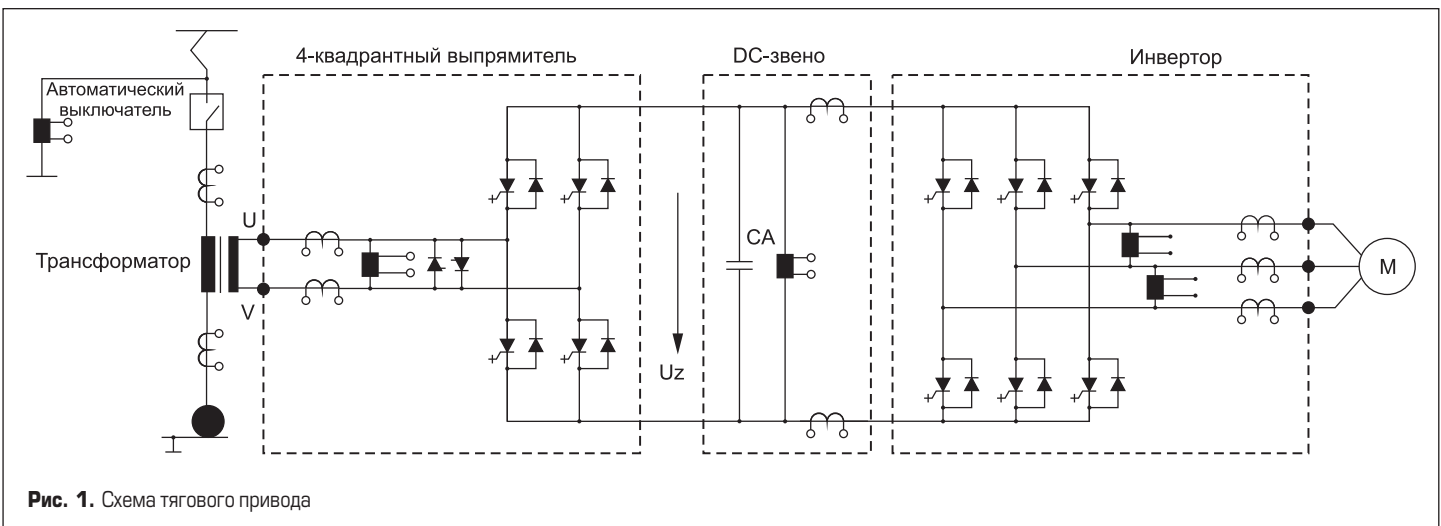 4-квадрантный выпрямитель
DC-звено
Инвертор
Автоматический
выключатель
U
Трансформатор
V
Uz
CA
M
+
+
+
+
+
+
+
+
+
+
Рис. 1. Схема тягового привода